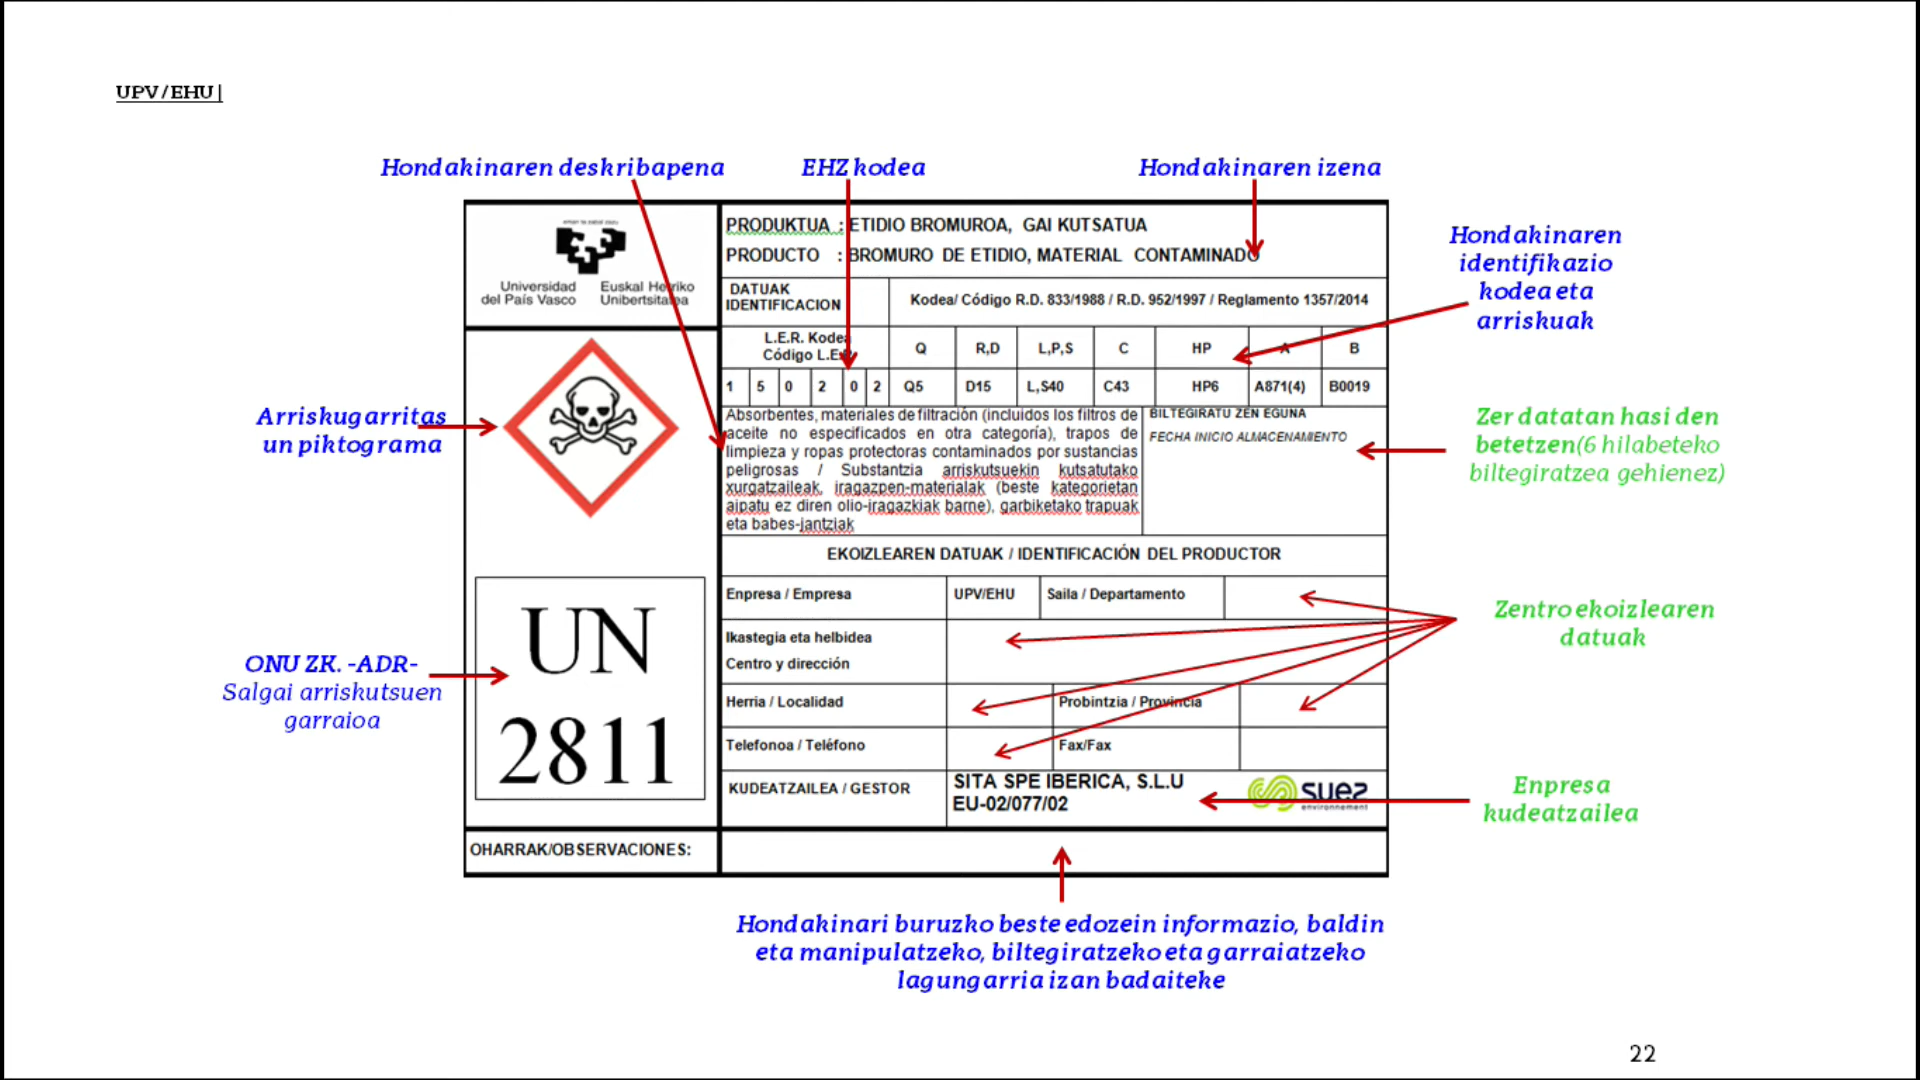 UPV/EHU|
Hondakinaren deskribapena
EHZ kodea
Hondakinaren izena
Hondakinaren
identifikazio
kodea eta
arriskuak
Universidad
del País Vasco
Euskal Herriko
Unibertsitatea
PRODUKTUA : ETIDIO BROMUROA, GAI KUTSATUA
PRODUCTO : BROMURO DE ETIDIO, MATERIAL CONTAMINADO
DATUAK
IDENTIFICACION
Kodea/ Código R.D. 833/1988 / R.D. 952/1997 / Reglamento 1357/2014
L.E.R. Kodea
Código L.E.R.
Q R,D L,P,S C HP A B
1 5 0 2 0 2 Q5 D15 L,S40 C43 HP6 A871(4) B0019
Arriskugarritas
un piktograma
Absorbentes, materiales de filtración (incluidos los filtros de
aceite no especificados en otra categoría), trapos de
limpieza y ropas protectoras contaminados por sustancias
peligrosas / Substantzia arriskutsuekin kutsatutako
xurgatzaileak, iragazpen-materialak (beste kategorietan
aipatu ez diren olio-iragazkiak barne), garbiketako trapuak
eta babes-jantziak
BILTEGIRATU ZEN EGUNA
FECHA INICIO ALMACENAMIENTO
Zer datatan hasi den
betetzen(6 hilabeteko
biltegiratzea gehienez)
EKOIZLEAREN DATUAK / IDENTIFICACIÓN DEL PRODUCTOR
Enpresa / Empresa
UPV/EHU
Saila / Departamento
Ikastegia eta helbidea
Centro y dirección
Herria / Localidad
Probintzia / Provincia
Telefonoa / Teléfono
Fax/Fax
Zentro ekoizlearen
datuak
ONU ZK. -ADR-
Salgai arriskutsuen
garraioa
UN
2811
KUDEATZAILEA / GESTOR
SITA SPE IBERICA, S.L.U
EU-02/077/02
suez
environnement
Enpresa
kudeatzailea
OHARRAK/OBSERVACIONES:
Hondakinari buruzko beste edozein informazio, baldin
eta manipulatzeko, biltegiratzeko eta garraiatzeko
lagungarria izan badaiteke
22